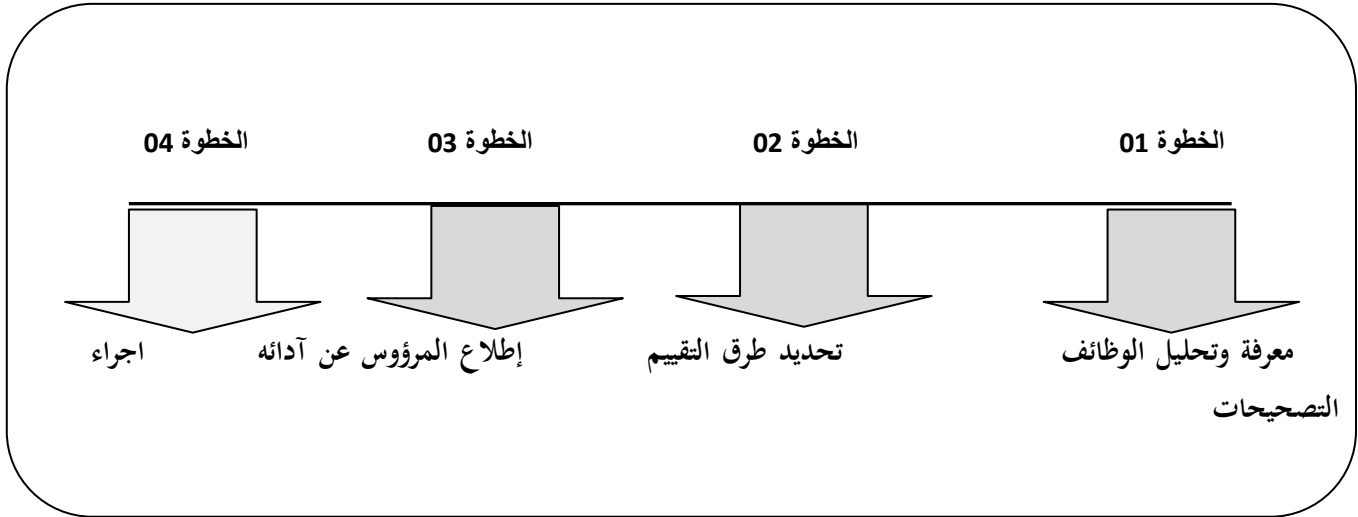 الخطوة 01 الخطوة 02 الخطوة 03 الخطوة 04
معرفة وتحليل الوظائف تحديد طرق التقييم إطلاع المرؤوس عن آدائه اجراء
التصحيحات